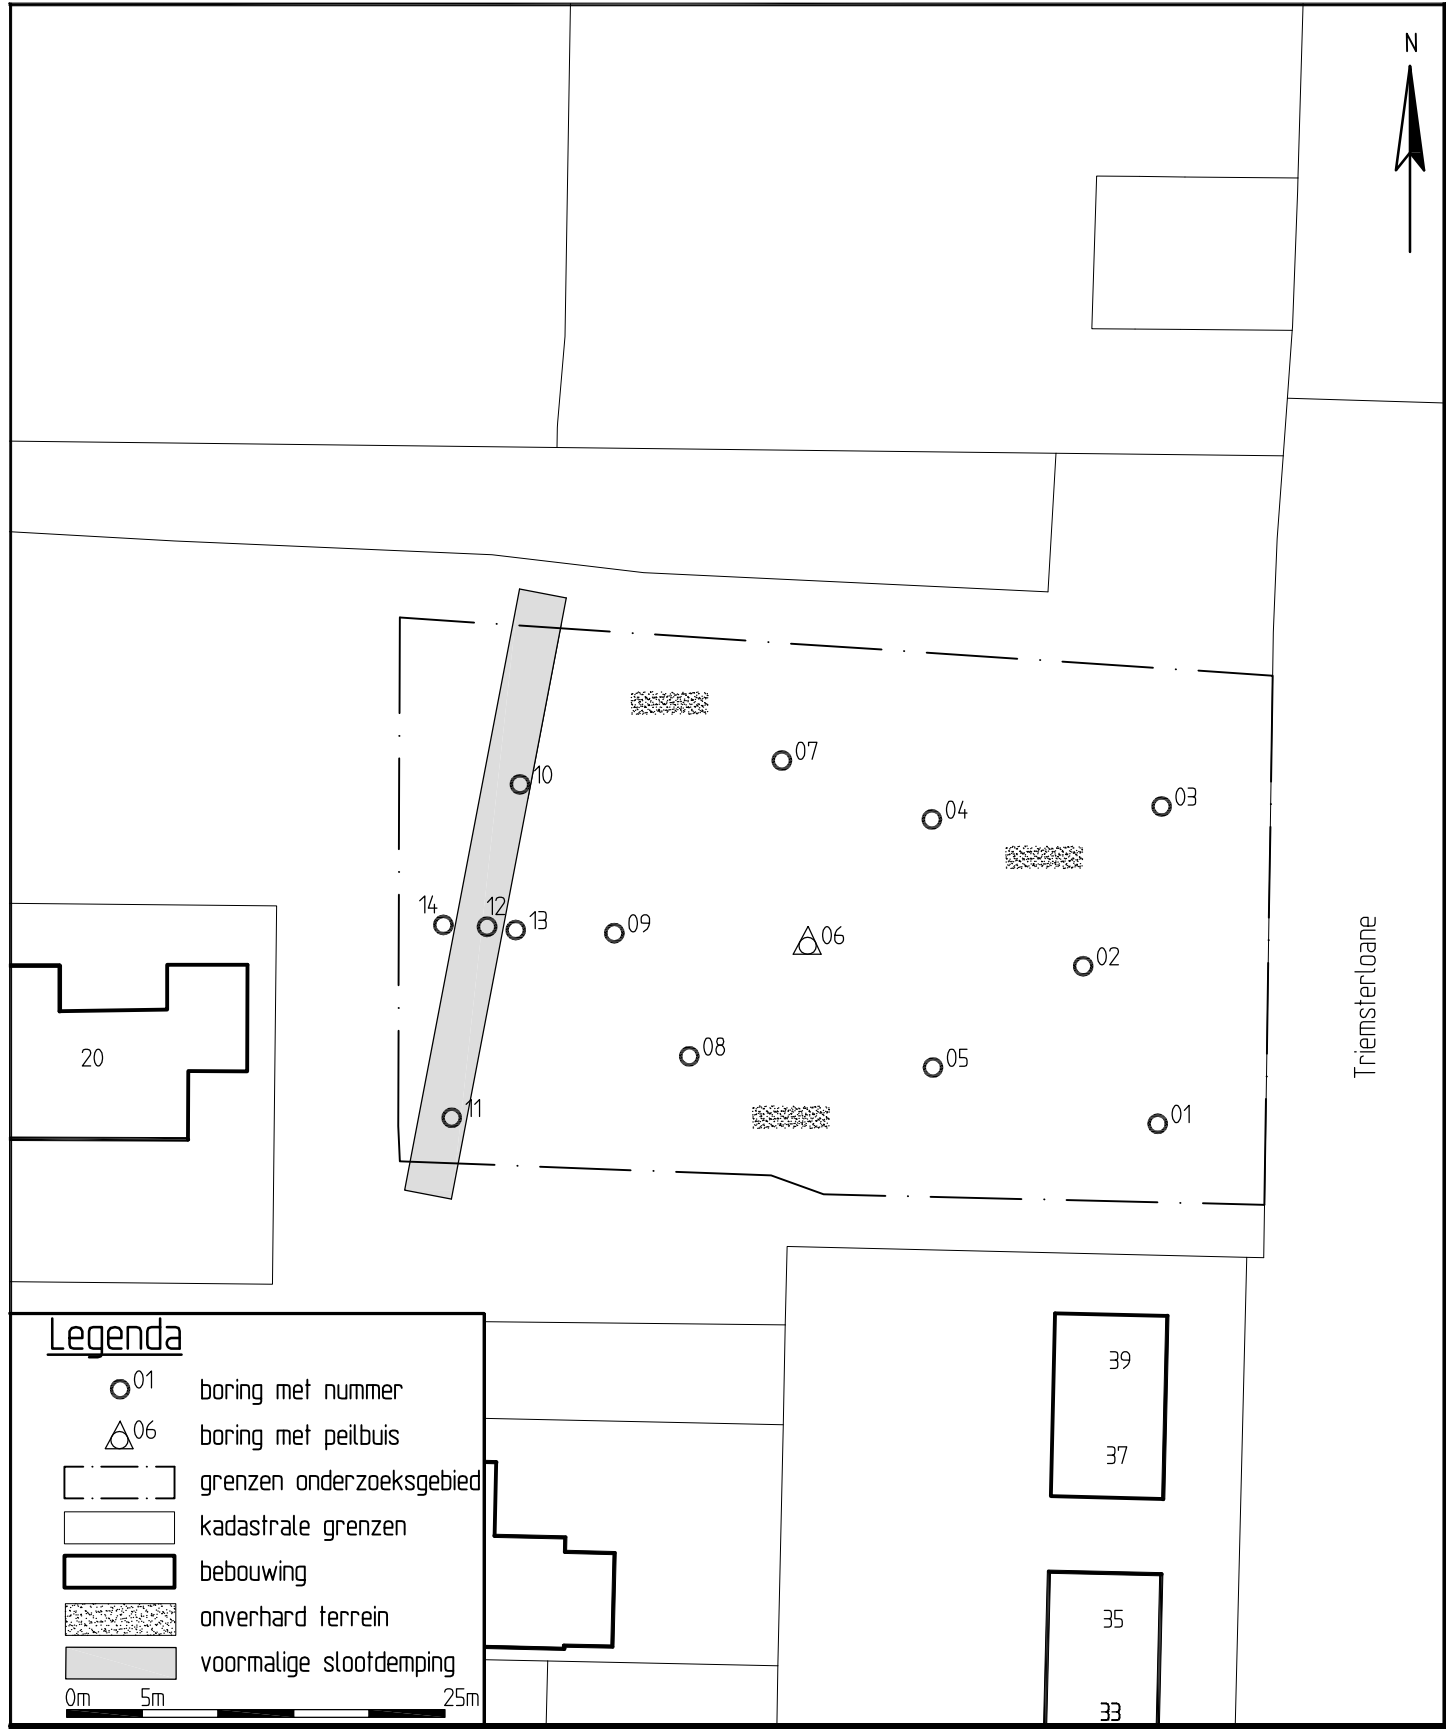 N
10
07
04
03
14
12
13
09
06
02
08
05
11
01
20
Triemsterloane
39
37
35
33
Legenda
01 boring met nummer
06 boring met peilbuis
grenzen onderzoeksgebied
kadastrale grenzen
bebouwing
onverhard terrein
voormalige slootdemping
0m 5m 25m